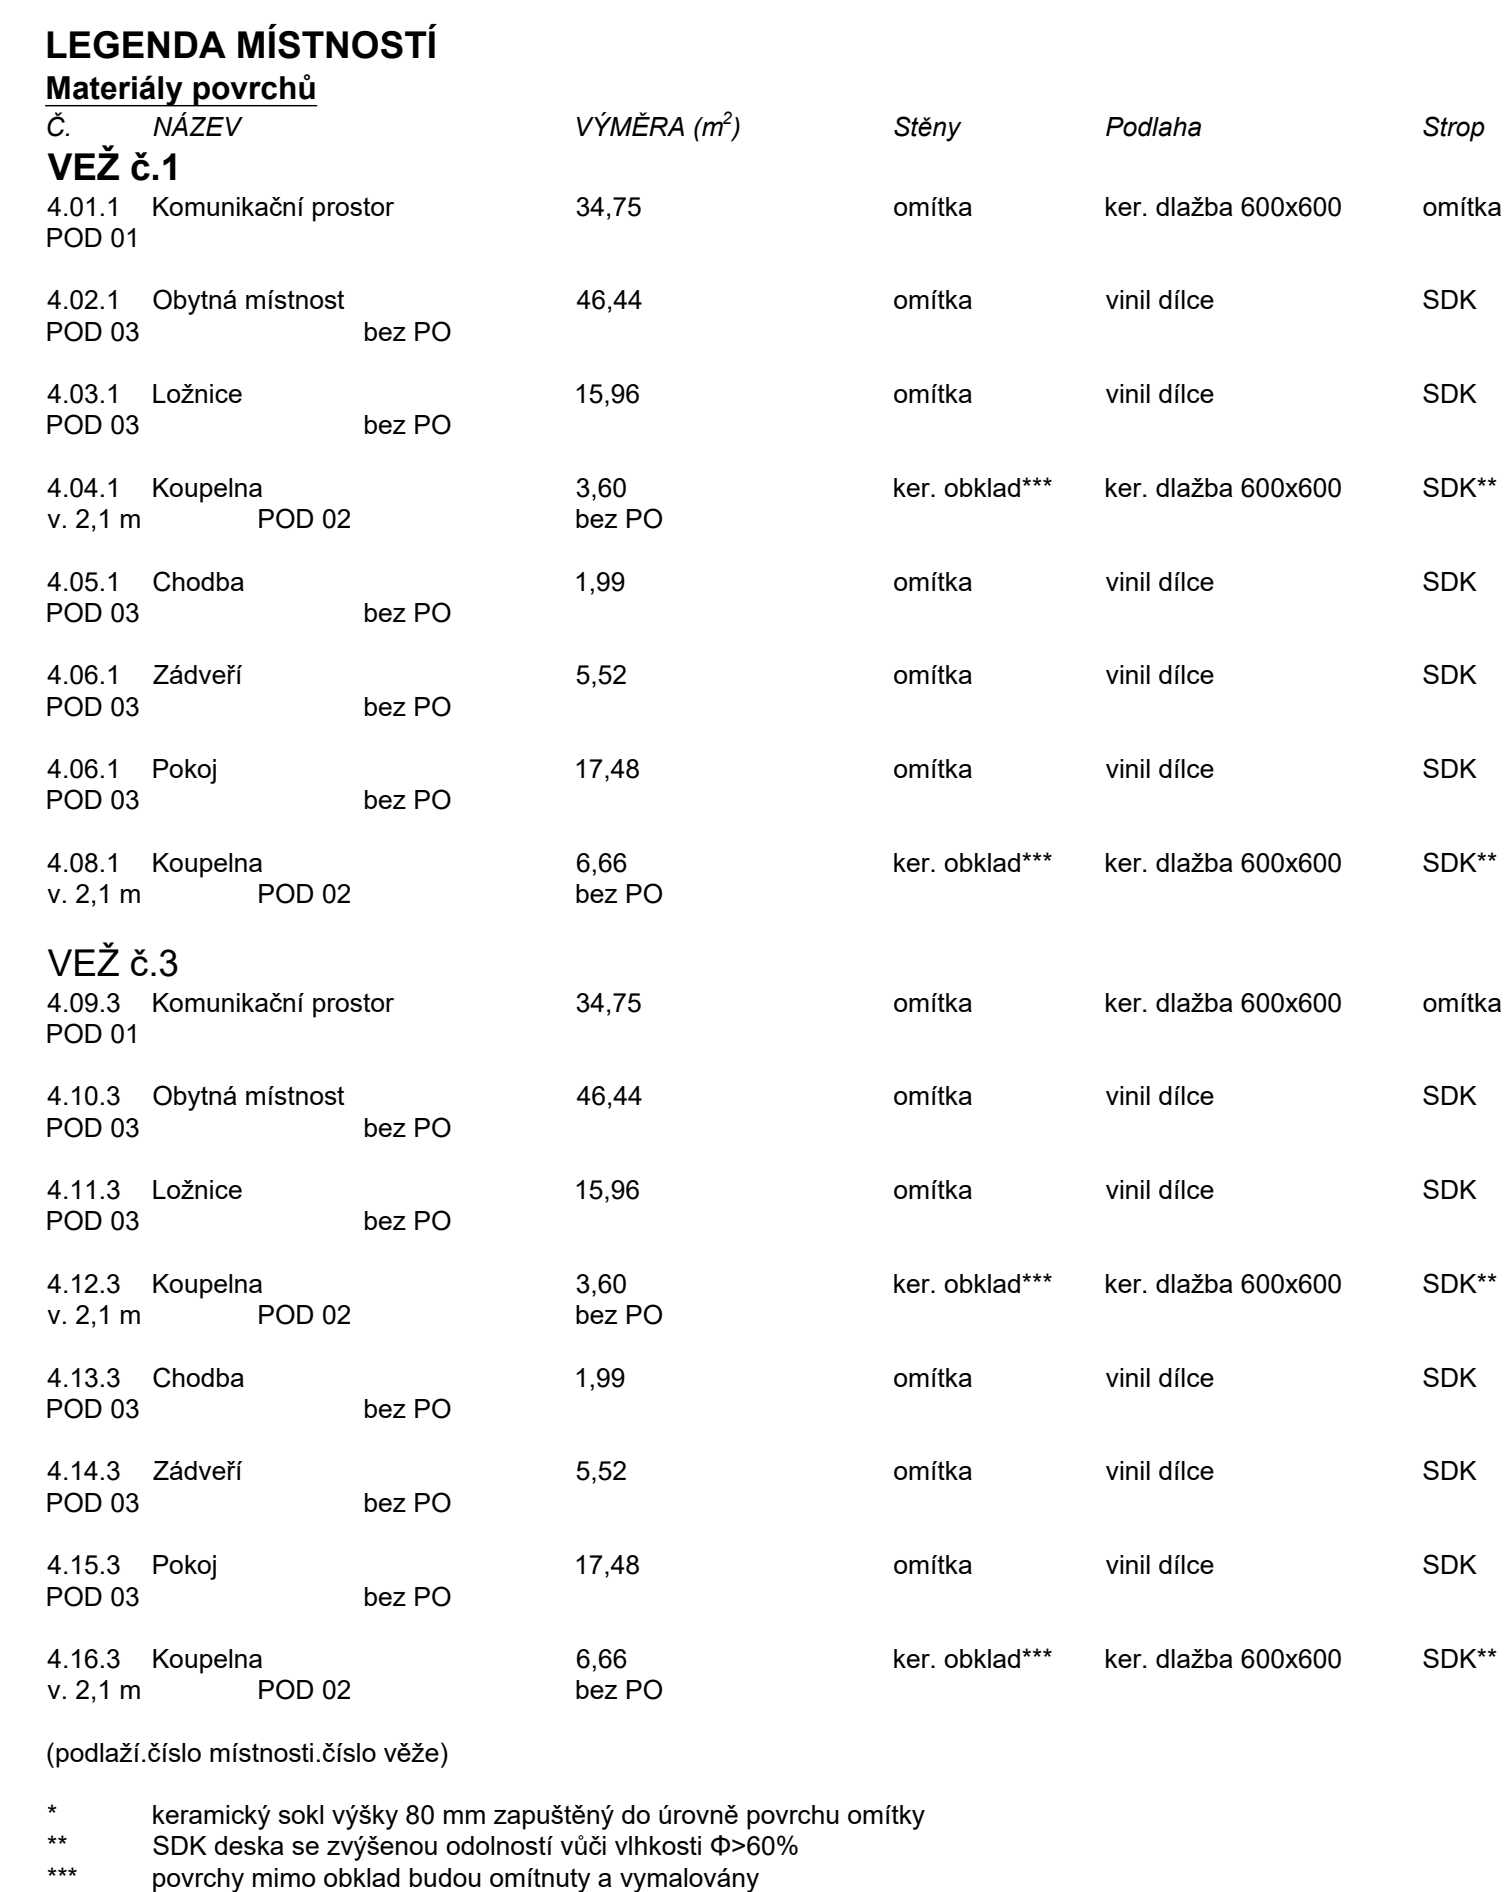 LEGENDA MÍSTNOSTÍ
Materiály povrchů
Č. NÁZEV VÝMĚRA (m²) Stěny Podlaha Strop
VEŽ č.1
4.01.1 Komunikační prostor 34,75 omítka ker. dlažba 600x600 omítka
POD 01
4.02.1 Obytná místnost 46,44 omítka vinil dílce SDK
POD 03 bez PO
4.03.1 Ložnice 15,96 omítka vinil dílce SDK
POD 03 bez PO
4.04.1 Koupelna 3,60 ker. obklad*** ker. dlažba 600x600 SDK**
v. 2,1 m POD 02 bez PO
4.05.1 Chodba 1,99 omítka vinil dílce SDK
POD 03 bez PO
4.06.1 Zádveří 5,52 omítka vinil dílce SDK
POD 03 bez PO
4.06.1 Pokoj 17,48 omítka vinil dílce SDK
POD 03 bez PO
4.08.1 Koupelna 6,66 ker. obklad*** ker. dlažba 600x600 SDK**
v. 2,1 m POD 02 bez PO
VEŽ č.3
4.09.3 Komunikační prostor 34,75 omítka ker. dlažba 600x600 omítka
POD 01
4.10.3 Obytná místnost 46,44 omítka vinil dílce SDK
POD 03 bez PO
4.11.3 Ložnice 15,96 omítka vinil dílce SDK
POD 03 bez PO
4.12.3 Koupelna 3,60 ker. obklad*** ker. dlažba 600x600 SDK**
v. 2,1 m POD 02 bez PO
4.13.3 Chodba 1,99 omítka vinil dílce SDK
POD 03 bez PO
4.14.3 Zádveří 5,52 omítka vinil dílce SDK
POD 03 bez PO
4.15.3 Pokoj 17,48 omítka vinil dílce SDK
POD 03 bez PO
4.16.3 Koupelna 6,66 ker. obklad*** ker. dlažba 600x600 SDK**
v. 2,1 m POD 02 bez PO
(podlaží.číslo místnosti.číslo věže)
* keramický sokl výšky 80 mm zapuštěný do úrovně povrchu omítky
** SDK deska se zvýšenou odolností vůči vlhkosti Φ>60%
*** povrchy mimo obklad budou omítnuty a vymalovány